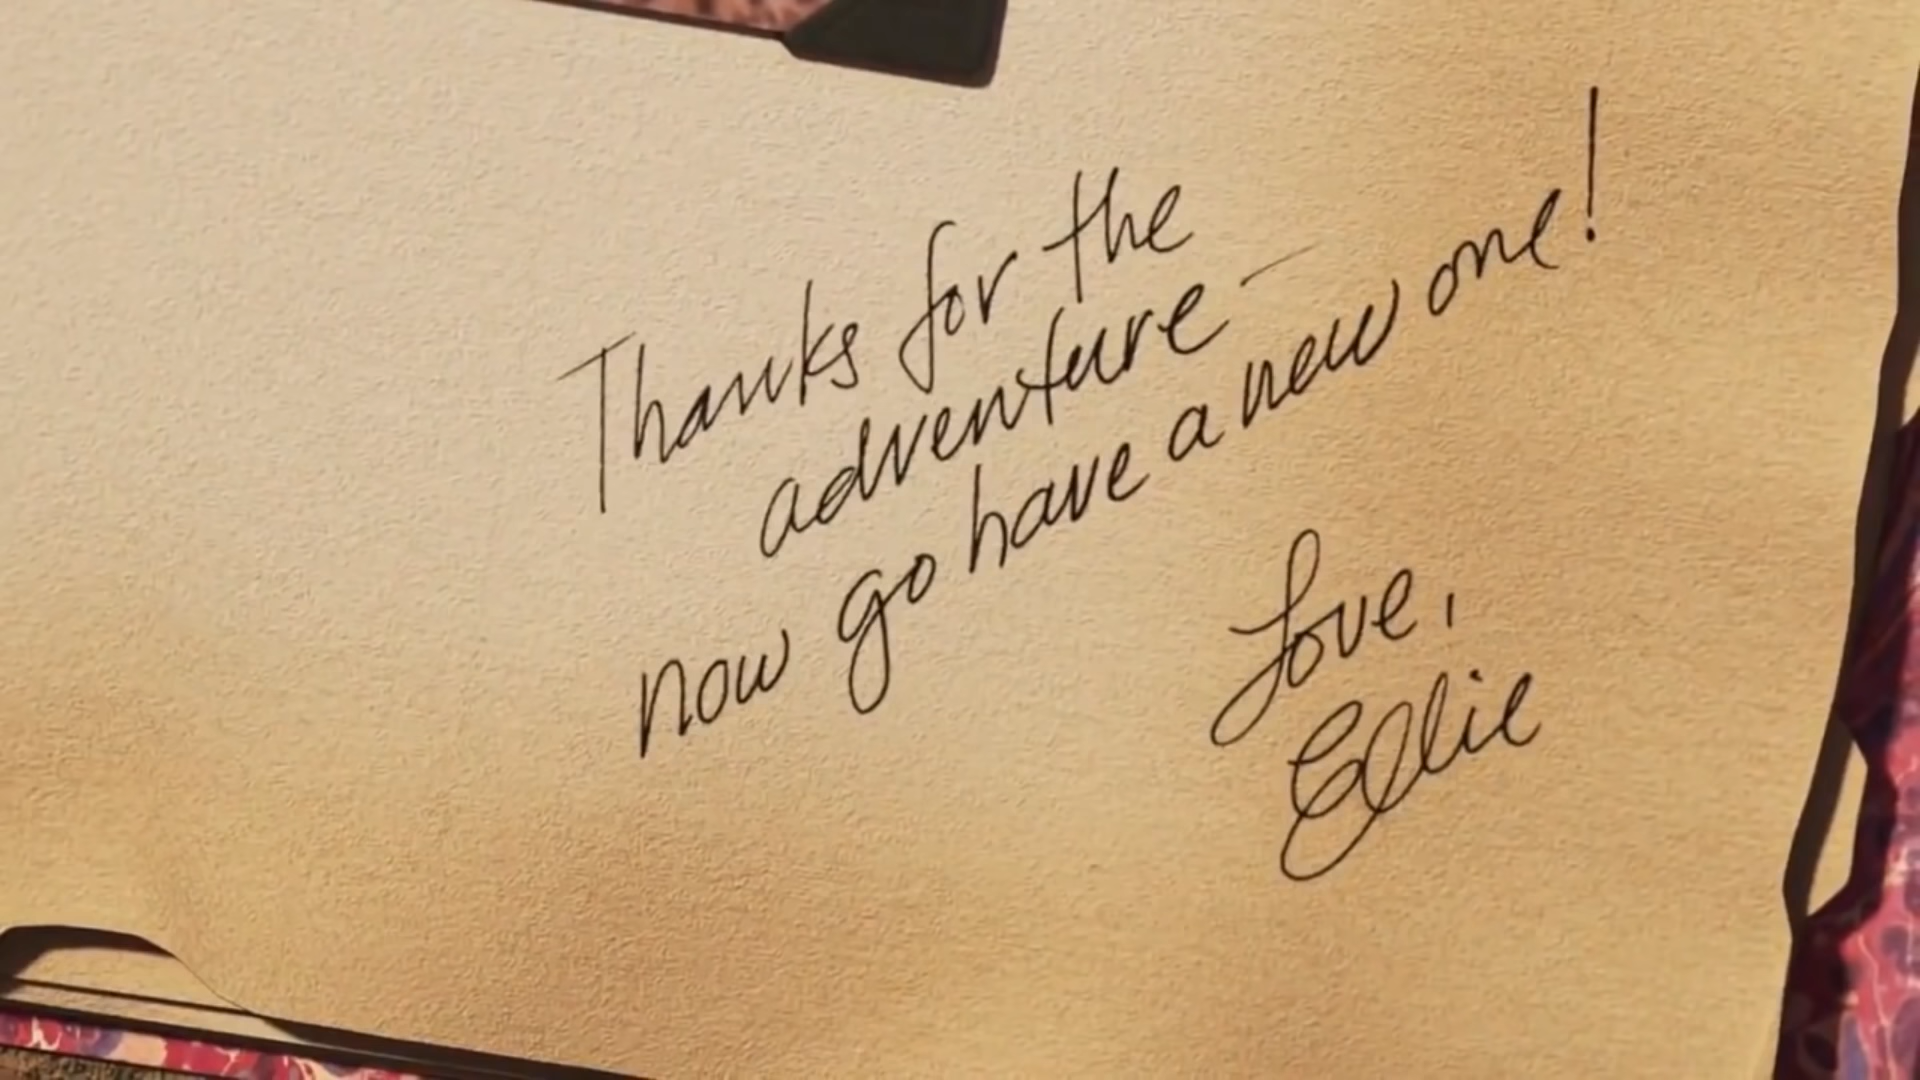 Thanks for the
adventure —
now go have a new one!
Love,
Ellie